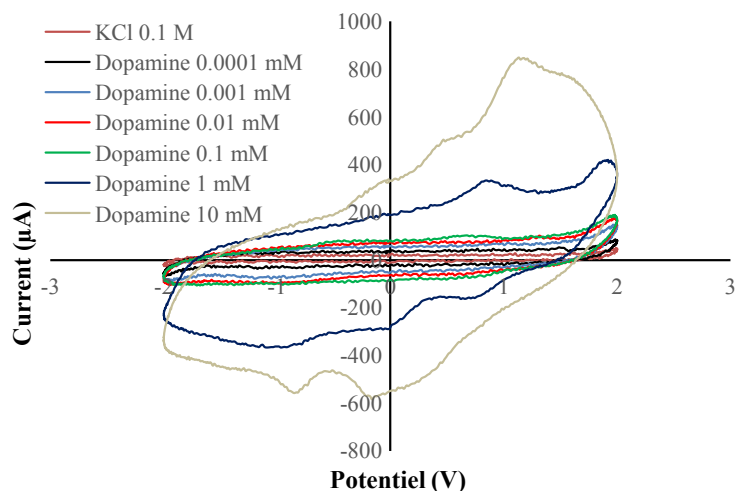 KCl 0.1 M
Dopamine 0.0001 mM
Dopamine 0.001 mM
Dopamine 0.01 mM
Dopamine 0.1 mM
Dopamine 1 mM
Dopamine 10 mM
1000
800
600
400
200
0
-200
-400
-600
-800
-3
-2
-1
0
1
2
3
Current (µA)
Potentiel (V)